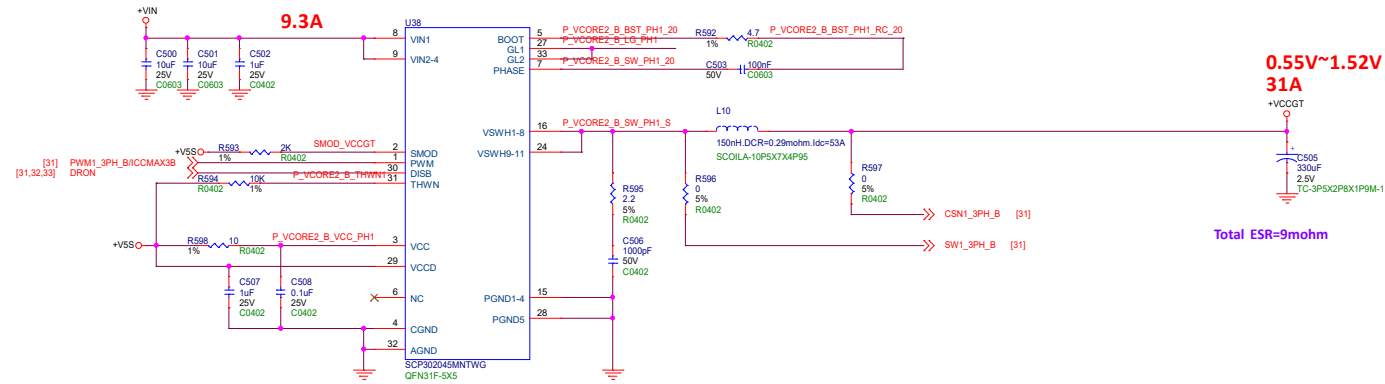 +VIN
9.3A
U38
C500
10uF
25V
C0603
C501
10uF
25V
C0603
C502
1uF
25V
C0402
8
VIN1
9
VIN2-4
BOOT
5
P_VCORE2_B_BST_PH1_20
GL1
27
P_VCORE2_B_LG_PH1
GL2
33
PHASE
7
P_VCORE2_B_SW_PH1_20
R592
1%
4.7
R0402
P_VCORE2_B_BST_PH1_RC_20
C503
50V
100nF
C0603
0.55V~1.52V
31A
+VCCGT
VSWH1-8
16
P_VCORE2_B_SW_PH1_S
VSWH9-11
24
L10
150nH.DCR=0.29mohm.Idc=53A
SCOILA-10P5X7X4P95
+V5S
R593
1%
2K
R0402
SMOD_VCCGT
2
SMOD
[31] PWM1_3PH_B/ICCMAX3B
1
PWM
[31,32,33] DRON
30
DISB
R594
R0402
10K
1%
P_VCORE2_B_THWN1
31
THWN
R595
2.2
5%
R0402
R596
0
5%
R0402
R597
0
5%
R0402
+
C505
330uF
2.5V
TC-3P5X2P8X1P9M-1
CSN1_3PH_B [31]
SW1_3PH_B [31]
Total ESR=9mohm
+V5S
R598
1%
10
R0402
P_VCORE2_B_VCC_PH1
3
VCC
29
VCCD
C506
1000pF
50V
C0402
C507
1uF
25V
C0402
C508
0.1uF
25V
C0402
6
NC
4
CGND
32
AGND
PGND1-4
15
PGND5
28
SCP302045MNTWG
QFN31F-5X5